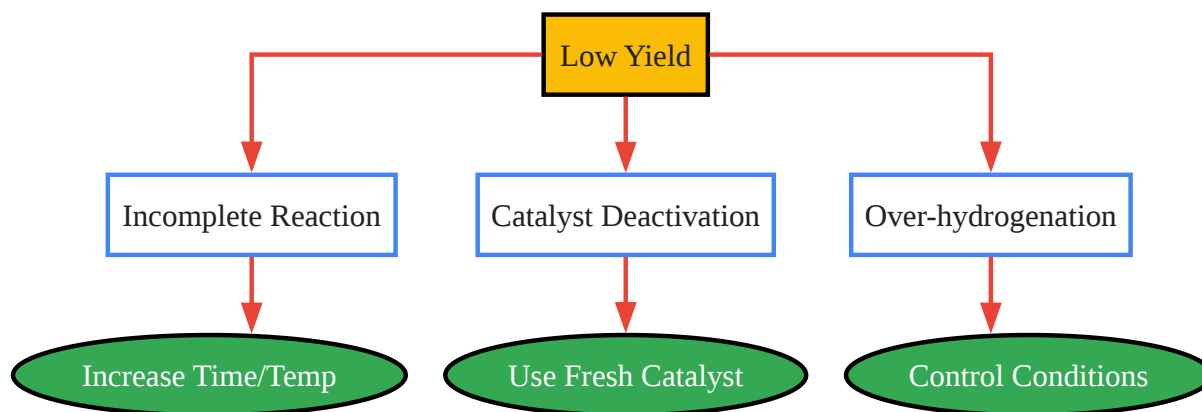 Low Yield
Incomplete Reaction
Catalyst Deactivation
Over-hydrogenation
Increase Time/Temp
Use Fresh Catalyst
Control Conditions